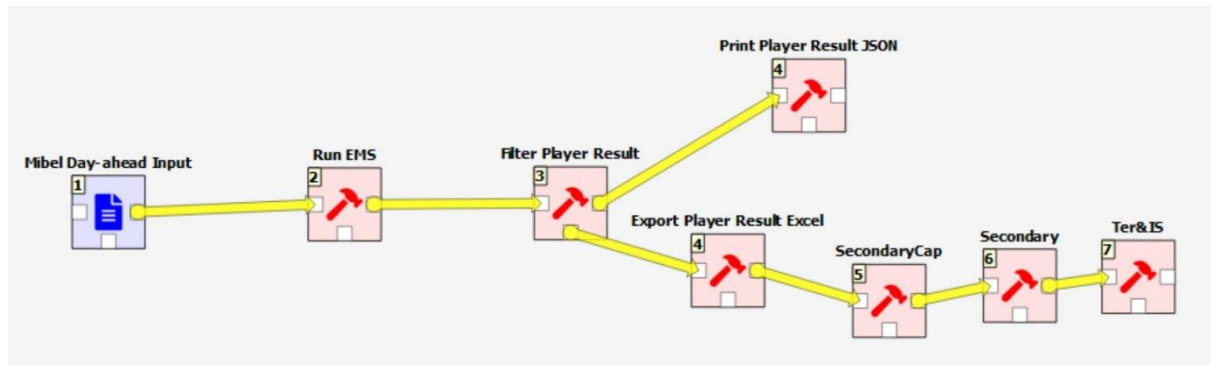 Print Player Result JSON
4
Mibel Day-ahead Input
1
Run EMS
2
Filter Player Result
3
Export Player Result Excel
4
SecondaryCap
5
Secondary
6
Ter&IS
7